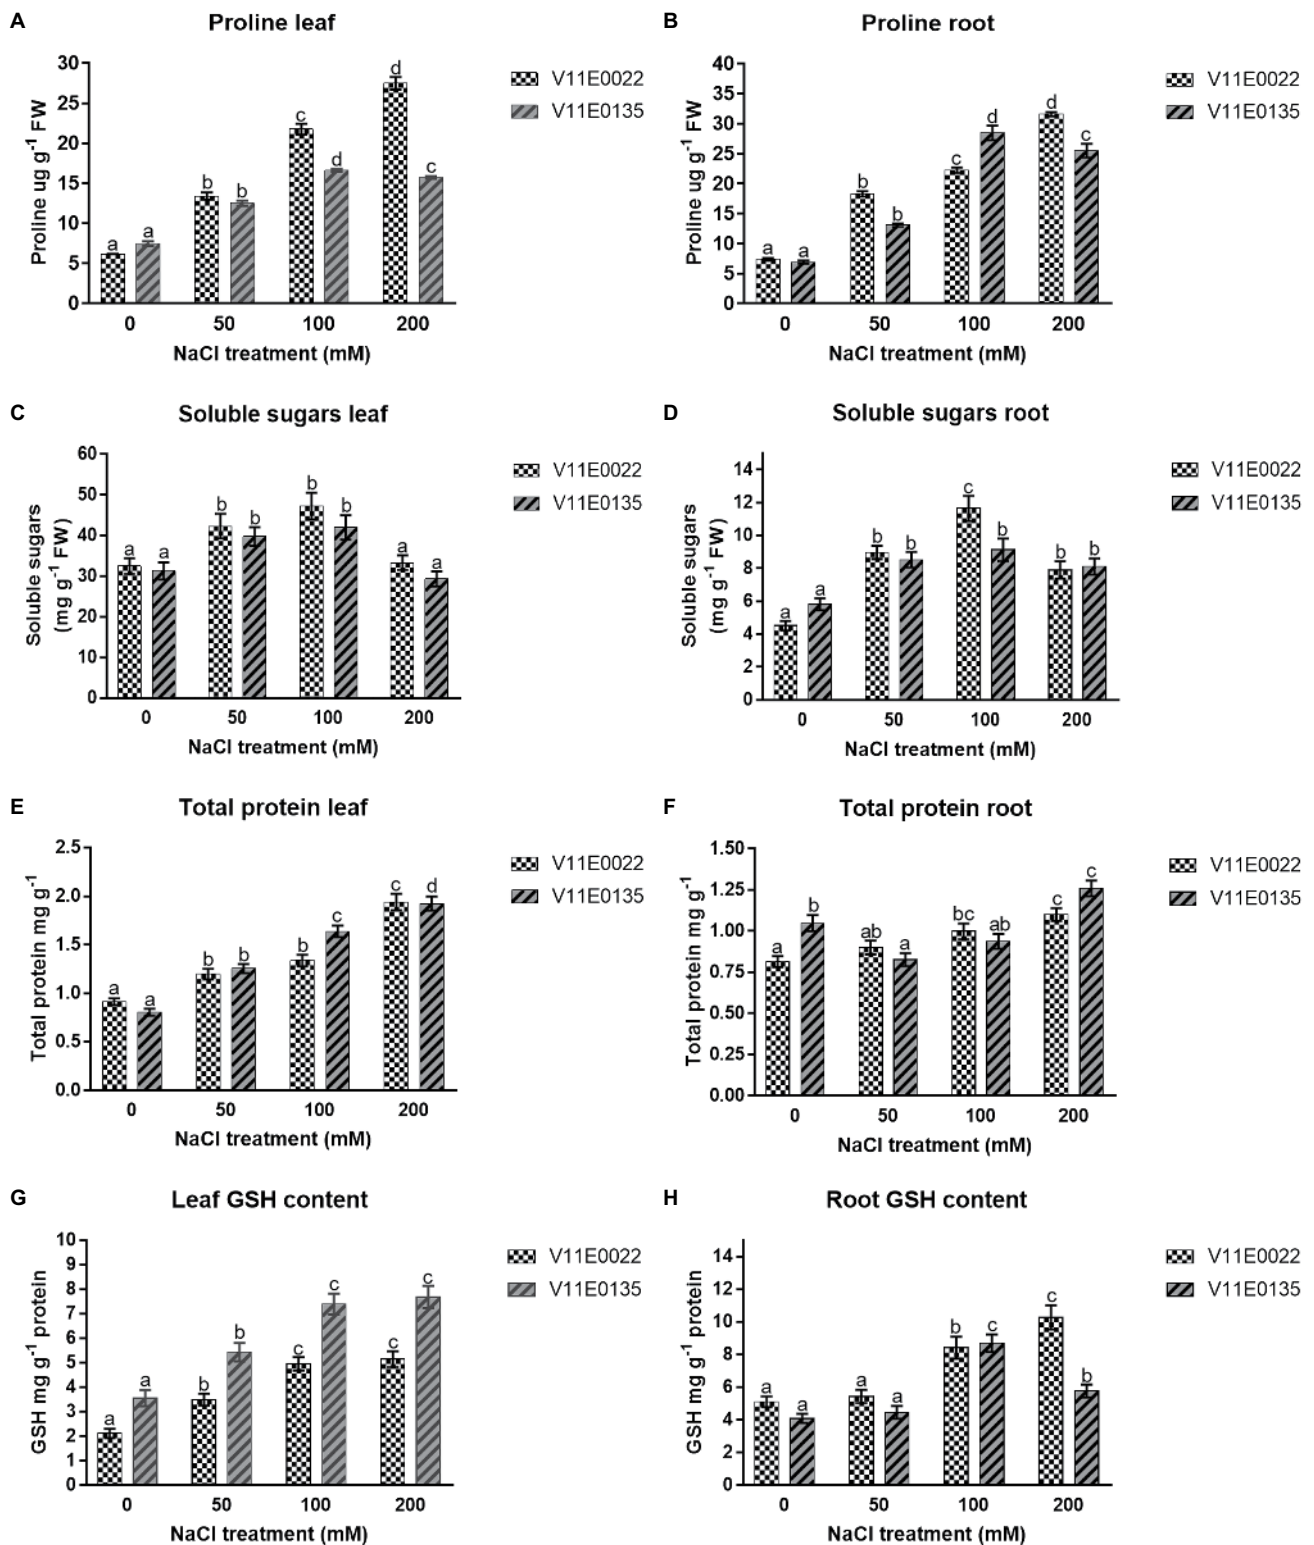 A
Proline leaf
Proline ug g⁻¹ FW
30
25
20
15
10
5
0
a a b b c d d c
0 50 100 200
NaCl treatment (mM)
V11E0022
V11E0135
B
Proline root
Proline ug g⁻¹ FW
40
35
30
25
20
15
10
5
0
a a b b c d d c
0 50 100 200
NaCl treatment (mM)
V11E0022
V11E0135
C
Soluble sugars leaf
Soluble sugars
(mg g⁻¹ FW)
60
50
40
30
20
10
0
a a b b b b a a
0 50 100 200
NaCl treatment (mM)
V11E0022
V11E0135
D
Soluble sugars root
Soluble sugars
(mg g⁻¹ FW)
14
12
10
8
6
4
2
0
a a b b c b b b
0 50 100 200
NaCl treatment (mM)
V11E0022
V11E0135
E
Total protein leaf
Total protein mg g⁻¹
2.5
2.0
1.5
1.0
0.5
0.0
a a b b b c c d
0 50 100 200
NaCl treatment (mM)
V11E0022
V11E0135
F
Total protein root
Total protein mg g⁻¹
1.50
1.25
1.00
0.75
0.50
0.25
0.00
a b ab a bc ab c c
0 50 100 200
NaCl treatment (mM)
V11E0022
V11E0135
G
Leaf GSH content
GSH mg g⁻¹ protein
10
9
8
7
6
5
4
3
2
1
0
a a b b c c c c
0 50 100 200
NaCl treatment (mM)
V11E0022
V11E0135
H
Root GSH content
GSH mg g⁻¹ protein
14
12
10
8
6
4
2
0
a a a a b c c b
0 50 100 200
NaCl treatment (mM)
V11E0022
V11E0135